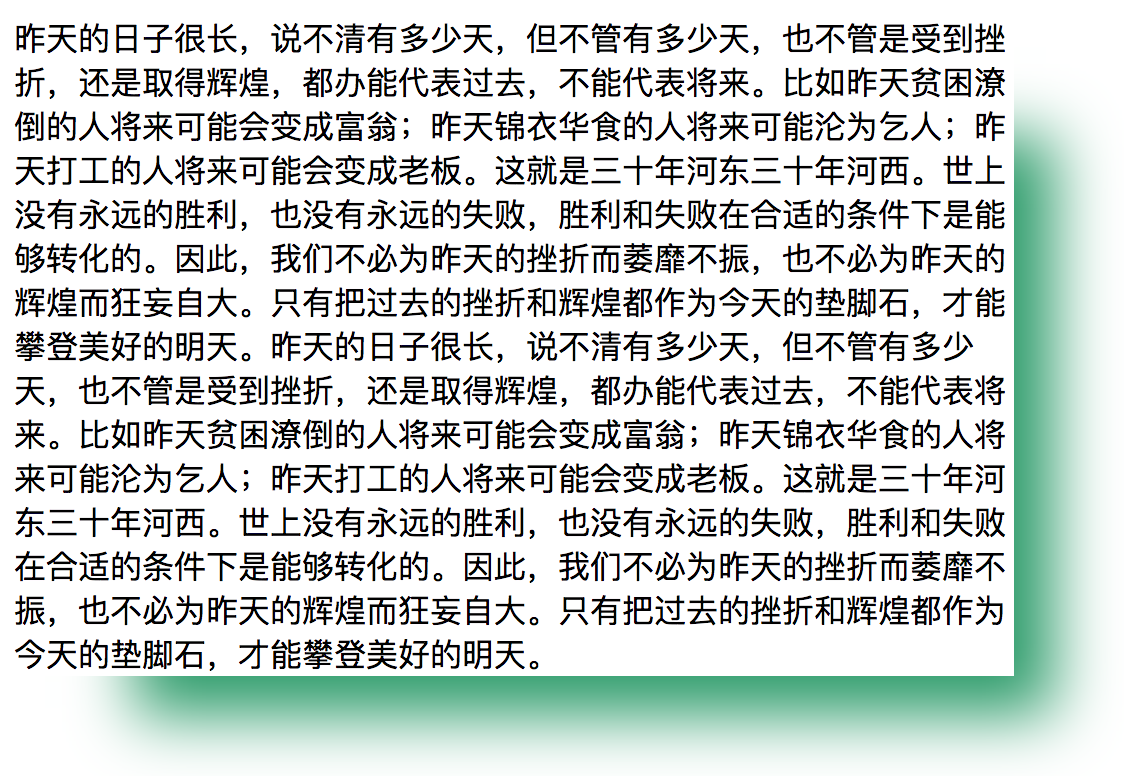 昨天的日子很长，说不清有多少天，但不管有多少天，也不管是受到挫
折，还是取得辉煌，都办能代表过去，不能代表将来。比如昨天贫困潦
倒的人将来可能会变成富翁；昨天锦衣华食的人将来可能沦为乞人；昨
天打工的人将来可能会变成老板。这就是三十年河东三十年河西。世上
没有永远的胜利，也没有永远的失败，胜利和失败在合适的条件下是能
够转化的。因此，我们不必为昨天的挫折而萎靡不振，也不必为昨天的
辉煌而狂妄自大。只有把过去的挫折和辉煌都作为今天的垫脚石，才能
攀登美好的明天。昨天的日子很长，说不清有多少天，但不管有多少
天，也不管是受到挫折，还是取得辉煌，都办能代表过去，不能代表将
来。比如昨天贫困潦倒的人将来可能会变成富翁；昨天锦衣华食的人将
来可能沦为乞人；昨天打工的人将来可能会变成老板。这就是三十年河
东三十年河西。世上没有永远的胜利，也没有永远的失败，胜利和失败
在合适的条件下是能够转化的。因此，我们不必为昨天的挫折而萎靡不
振，也不必为昨天的辉煌而狂妄自大。只有把过去的挫折和辉煌都作为
今天的垫脚石，才能攀登美好的明天。